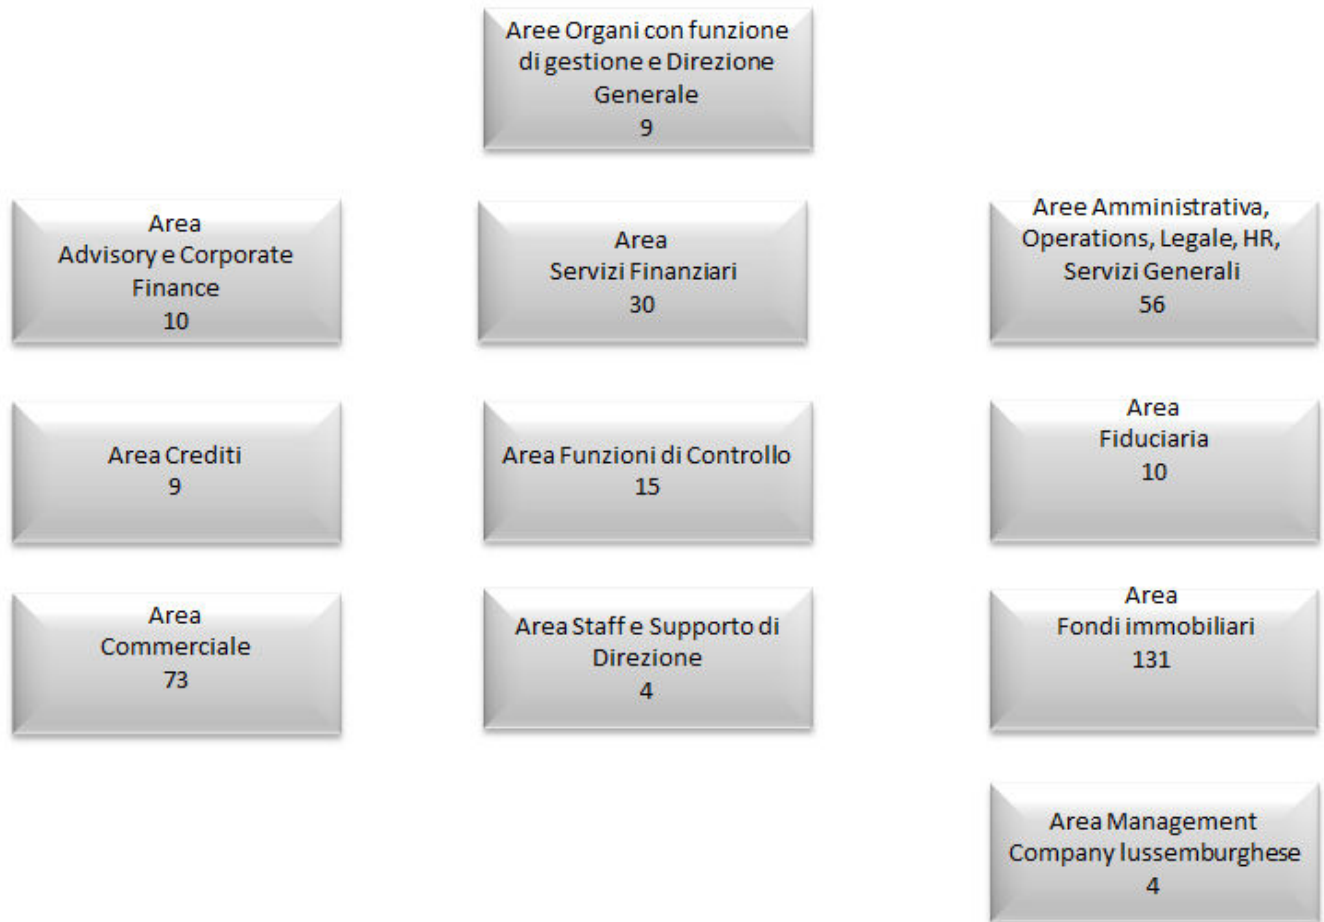 Aree Organi con funzione
di gestione e Direzione
Generale
9
Area
Advisory e Corporate
Finance
10
Area
Servizi Finanziari
30
Aree Amministrativa,
Operations, Legale, HR,
Servizi Generali
56
Area Crediti
9
Area Funzioni di Controllo
15
Area
Fiduciaria
10
Area
Commerciale
73
Area Staff e Supporto di
Direzione
4
Area
Fondi immobiliari
131
Area Management
Company lussemburghese
4